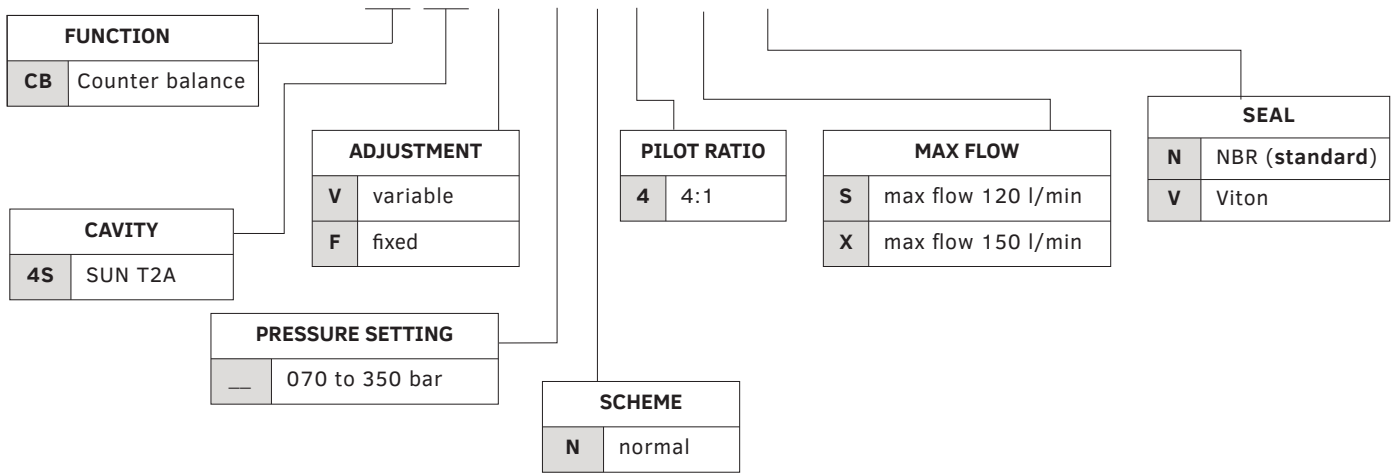 FUNCTION
CB Counter balance
CAVITY
4S SUN T2A
ADJUSTMENT
V variable
F fixed
PRESSURE SETTING
__ 070 to 350 bar
SCHEME
N normal
PILOT RATIO
4 4:1
MAX FLOW
S max flow 120 l/min
X max flow 150 l/min
SEAL
N NBR (standard)
V Viton